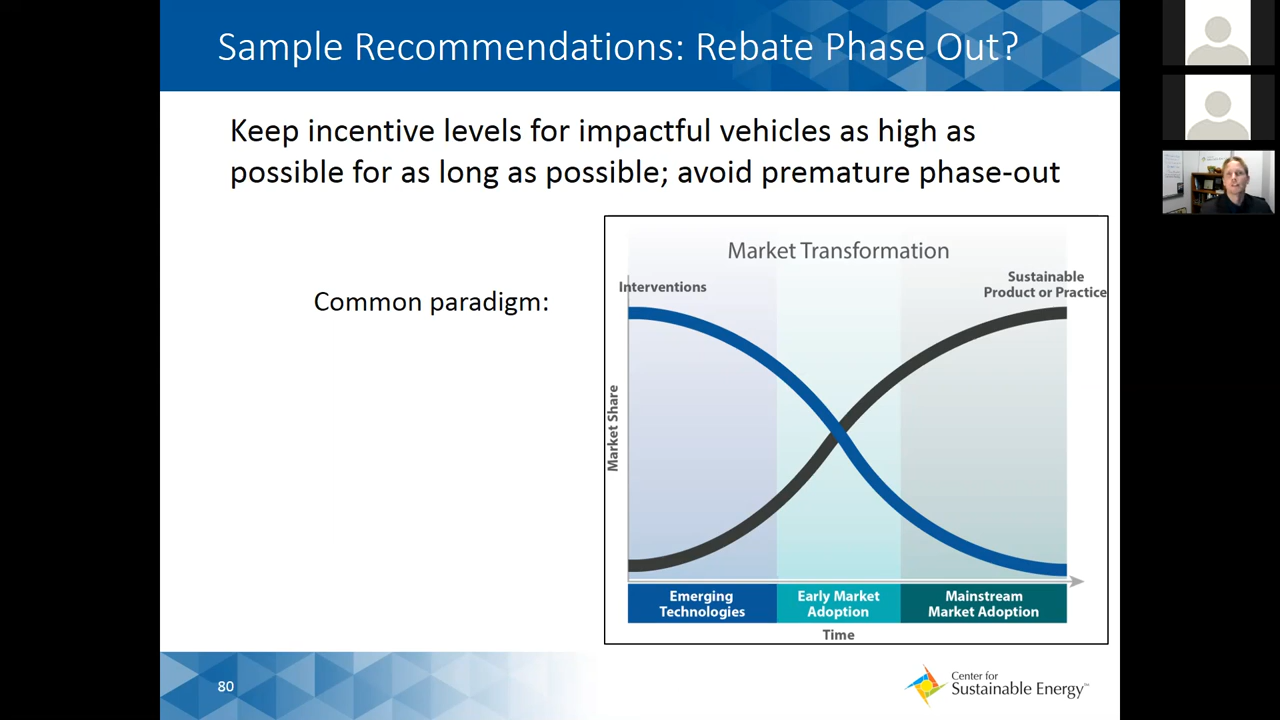 Sample Recommendations: Rebate Phase Out?
Keep incentive levels for impactful vehicles as high as
possible for as long as possible; avoid premature phase-out
Common paradigm:
Market Transformation
Interventions
Sustainable
Product or Practice
Market Share
Emerging
Technologies
Early Market
Adoption
Mainstream
Market Adoption
Time
80
Center for
Sustainable Energy™